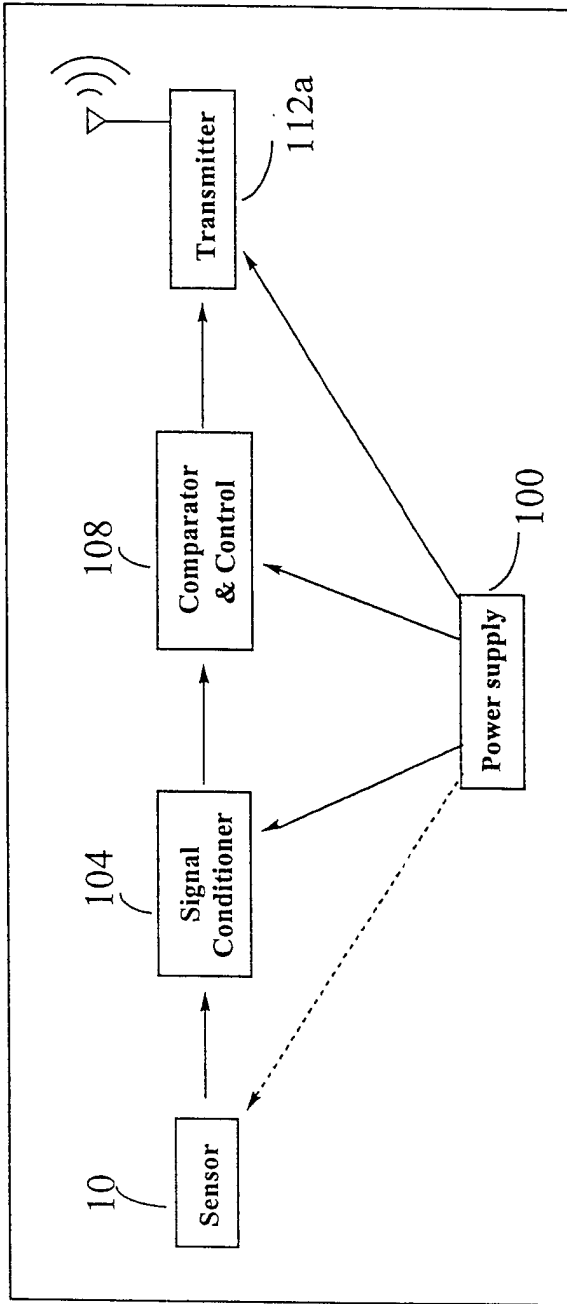 10
Sensor
104
Signal
Conditioner
108
Comparator
& Control
Transmitter
112a
Power supply
100